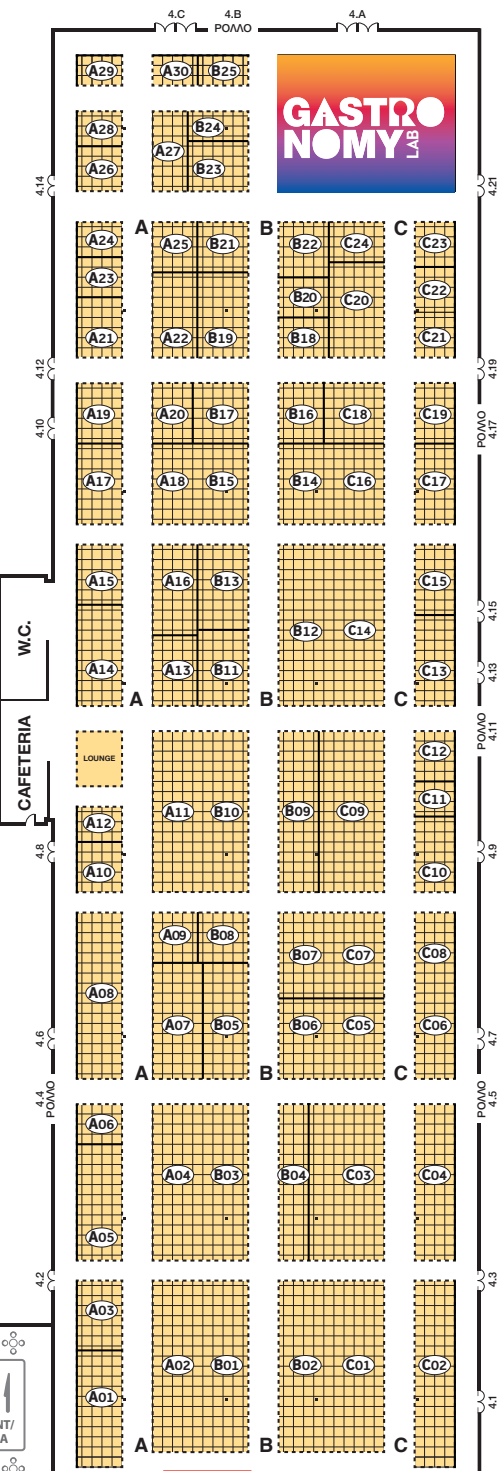 4.C 4.B 4.A
ΡΟΛΛΟ
A29 A30 B25
GASTRO
NOMY LAB
A28 B24
A27
A26 B23
4.14 4.21
A B C
A24 A25 B21 B22 C24 C23
A23 B20 C20 C22
A21 A22 B19 B18 C21
4.12 4.19
A19 A20 B17 B16 C18 C19
4.10 4.17
ΡΟΛΛΟ
A17 A18 B15 B14 C16 C17
A15 A16 B13 C15
4.15
W.C. B12 C14
A14 A13 B11 C13
4.13
A B C
4.11
ΡΟΛΛΟ
CAFETERIA
LOUNGE C12
C11
A12 A11 B10 B09 C09
4.8 4.9
A10 C10
A09 B08 B07 C07 C08
A08
A07 B05 B06 C05 C06
4.6 4.7
A B C
4.4 4.5
ΡΟΛΛΟ ΡΟΛΛΟ
A06
A04 B03 B04 C03 C04
A05
4.2 4.3
A03
A02 B01 B02 C01 C02
A01
4.1
NT/
A
A B C